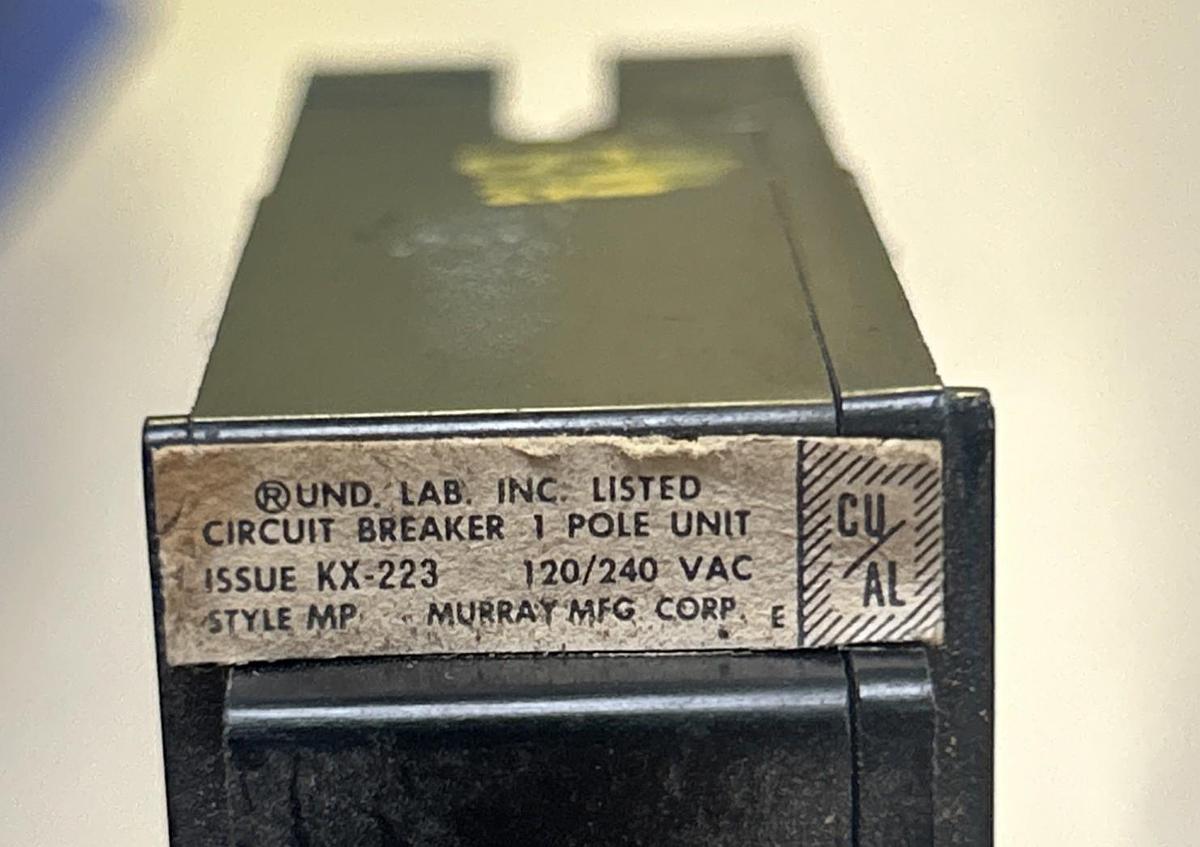 ®UND. LAB. INC. LISTED
CIRCUIT BREAKER 1 POLE UNIT
ISSUE KX-223 120/240 VAC
STYLE MP MURRAY MFG CORP. E
CU/AL